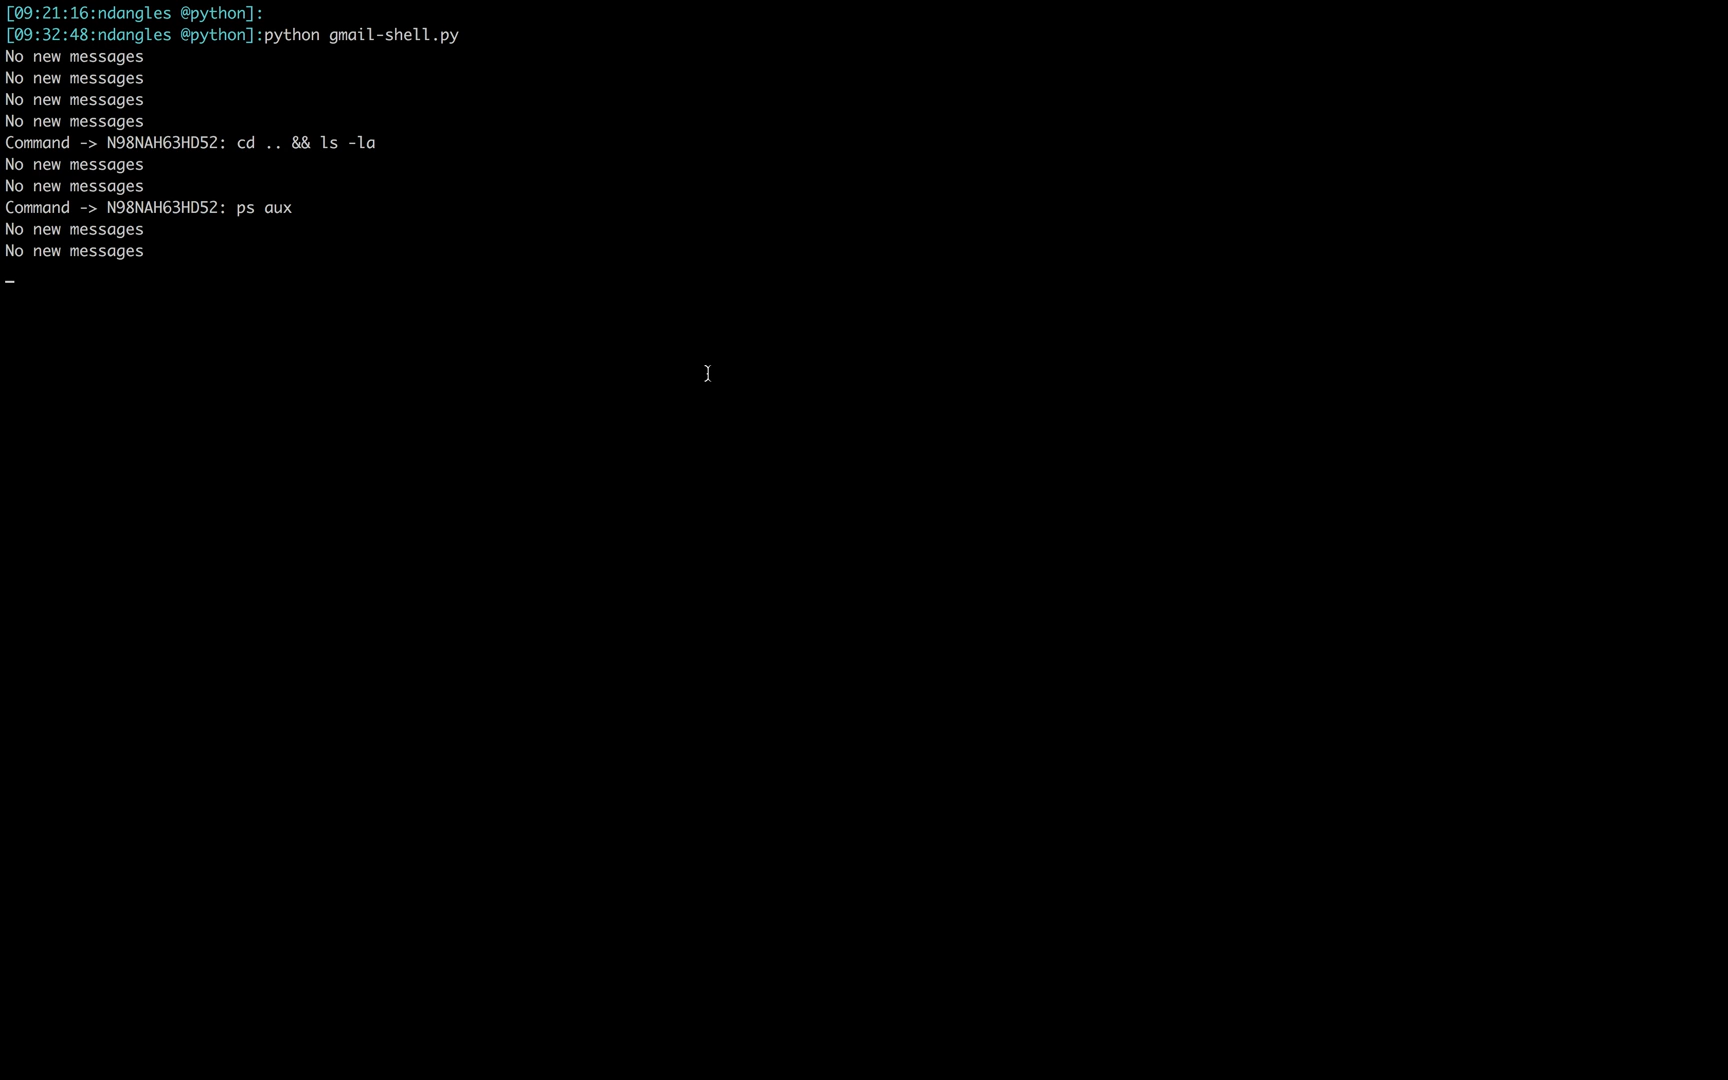 [09:21:16:ndangles @python]:
[09:32:48:ndangles @python]:python gmail-shell.py
No new messages
No new messages
No new messages
No new messages
Command -> N98NAH63HD52: cd .. && ls -la
No new messages
No new messages
Command -> N98NAH63HD52: ps aux
No new messages
No new messages